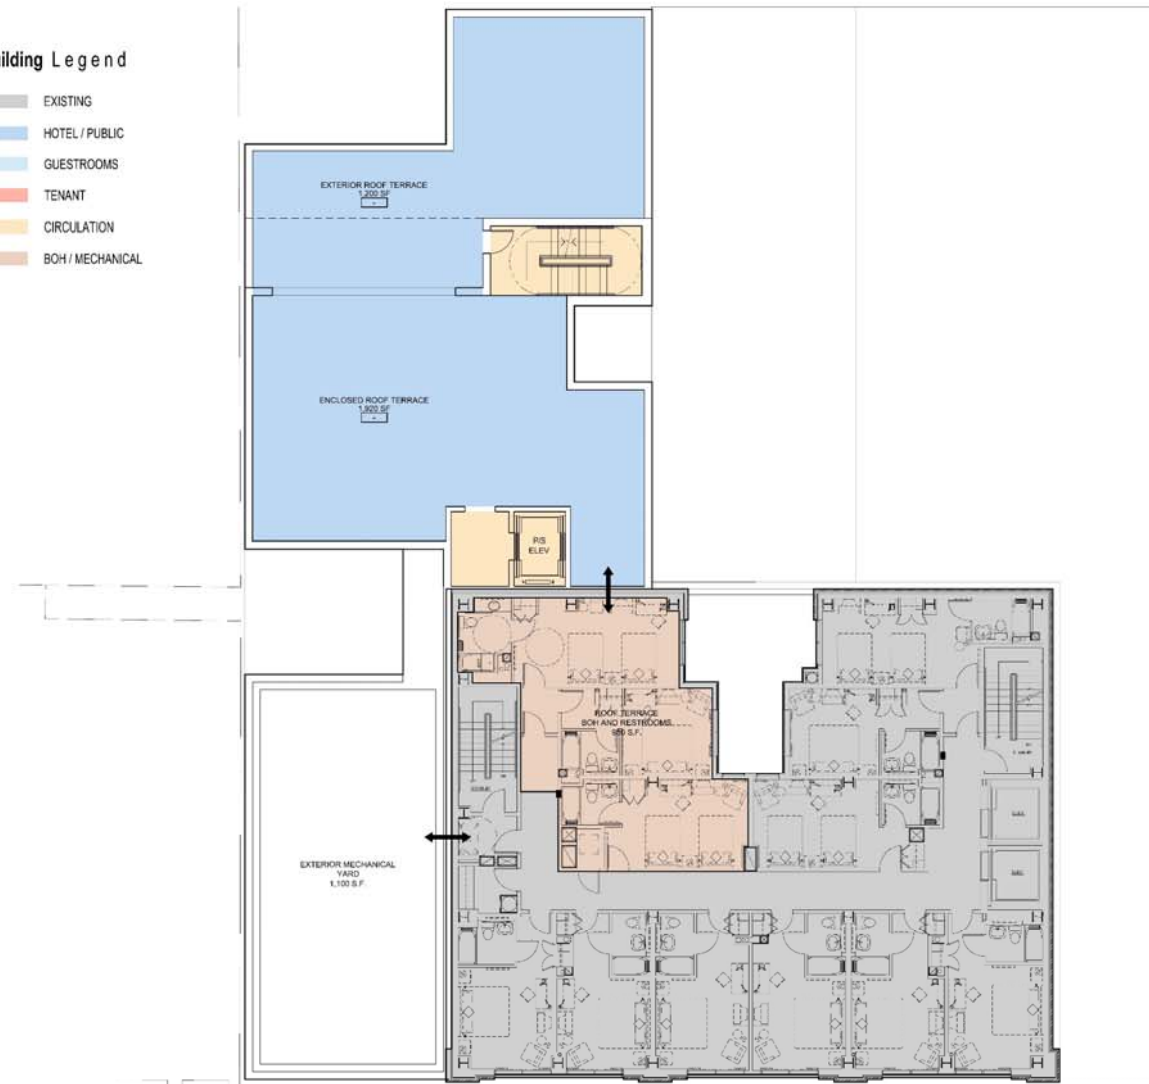 ilding Legend
EXISTING
HOTEL / PUBLIC
GUESTROOMS
TENANT
CIRCULATION
BOH / MECHANICAL
EXTERIOR ROOF TERRACE
1,200 SF
ENCLOSED ROOF TERRACE
1,920 SF
P/S
ELEV
ROOF TERRACE
BOH AND RESTROOMS
950 S.F.
EXTERIOR MECHANICAL
YARD
1,100 S.F.